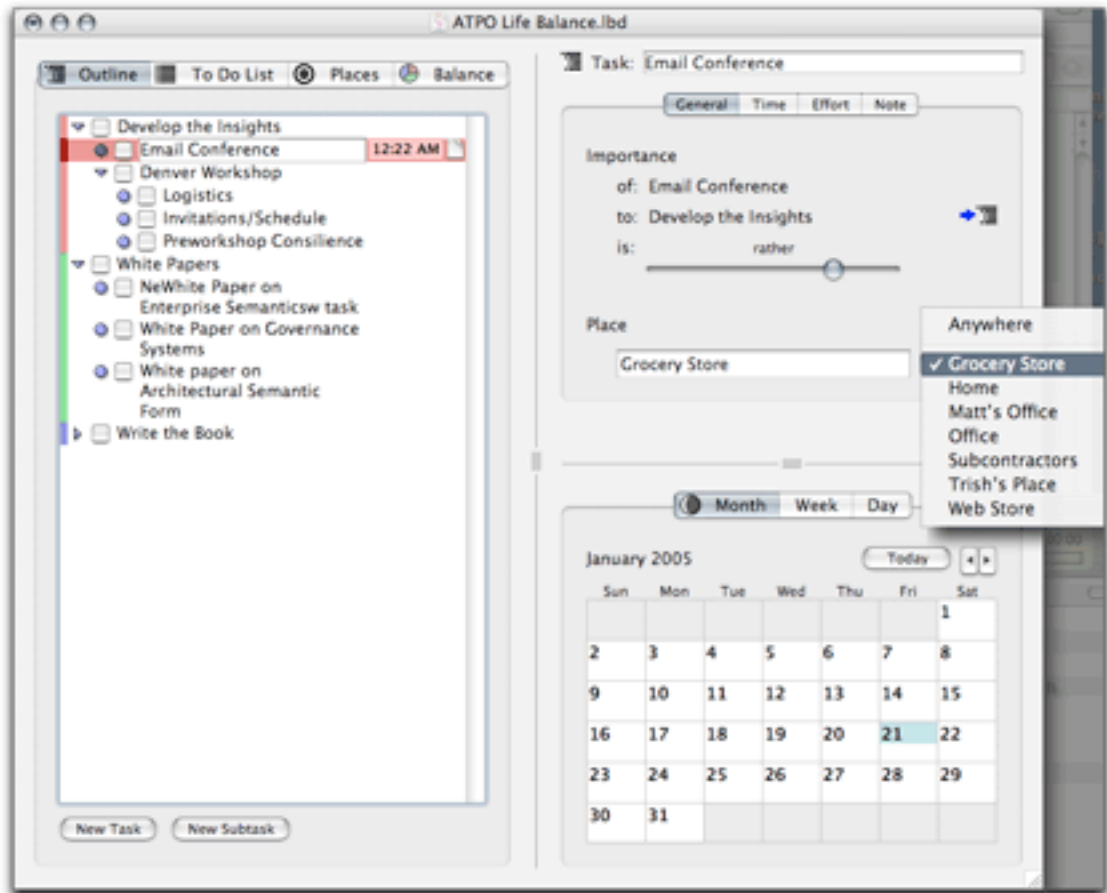 ATPO Life Balance.lbd
Outline To Do List Places Balance
Develop the Insights
Email Conference 12:22 AM
Denver Workshop
Logistics
Invitations/Schedule
Preworkshop Consilience
White Papers
NeWhite Paper on
Enterprise Semanticsw task
White Paper on Governance
Systems
White paper on
Architectural Semantic
Form
Write the Book
New Task New Subtask
Task: Email Conference
General Time Effort Note
Importance
of: Email Conference
to: Develop the Insights
is: rather
Place
Grocery Store
Anywhere
✓ Grocery Store
Home
Matt's Office
Office
Subcontractors
Trish's Place
Web Store
Month Week Day
January 2005 Today
Sun Mon Tue Wed Thu Fri Sat
1
2 3 4 5 6 7 8
9 10 11 12 13 14 15
16 17 18 19 20 21 22
23 24 25 26 27 28 29
30 31